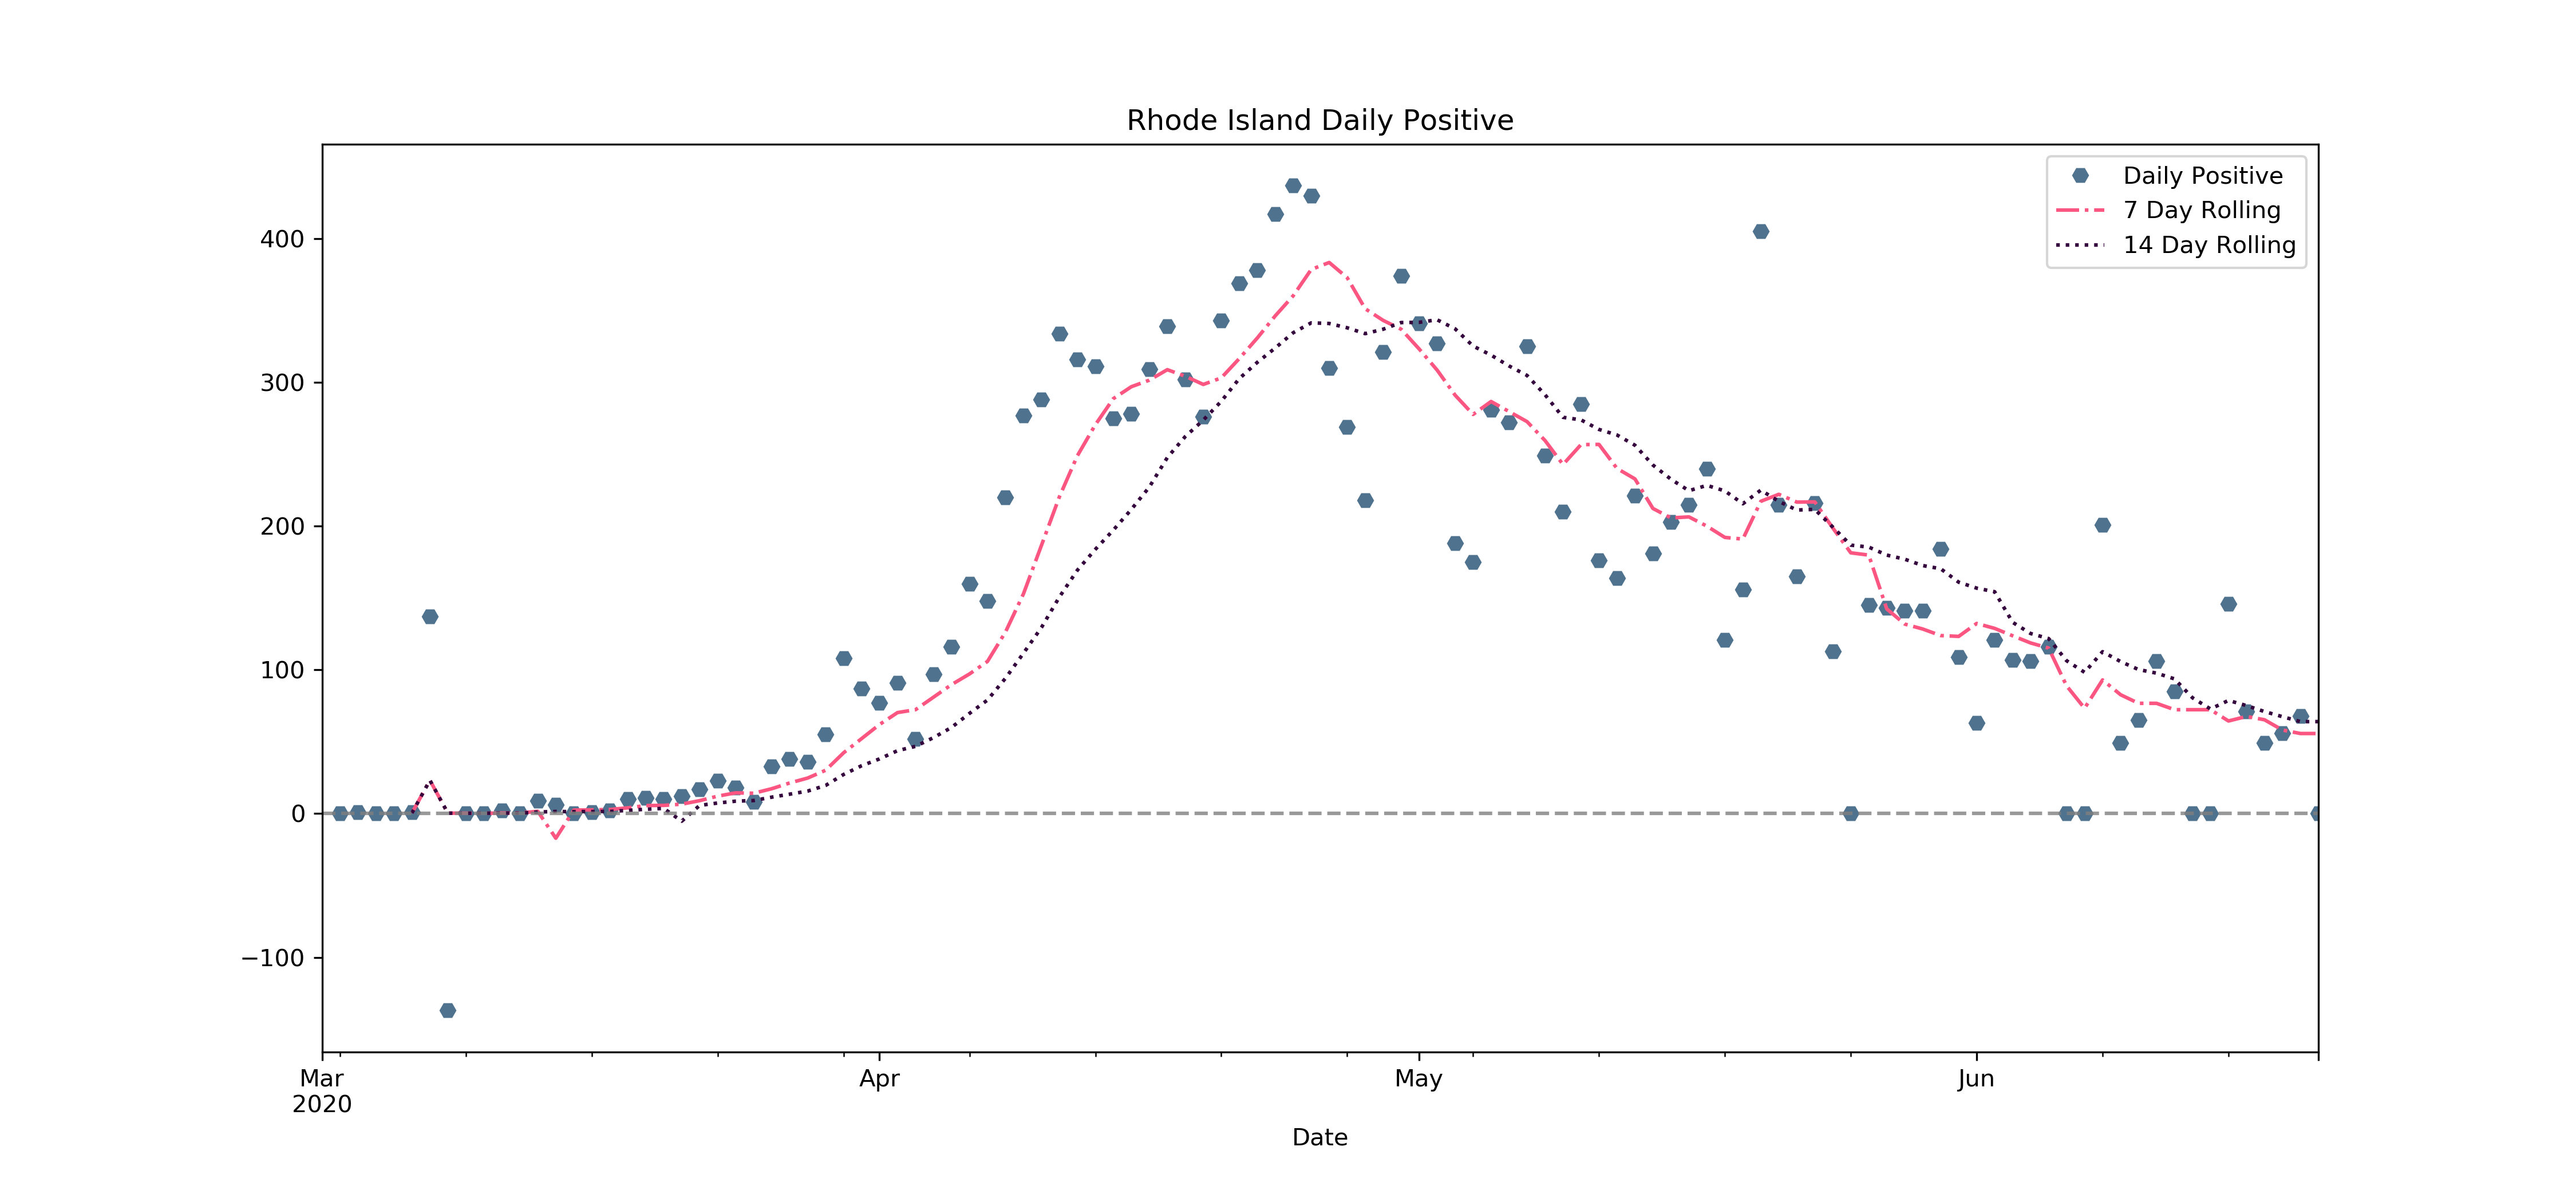 Rhode Island Daily Positive
Daily Positive
7 Day Rolling
14 Day Rolling
400
300
200
100
0
−100
Mar
2020
Apr
May
Jun
Date